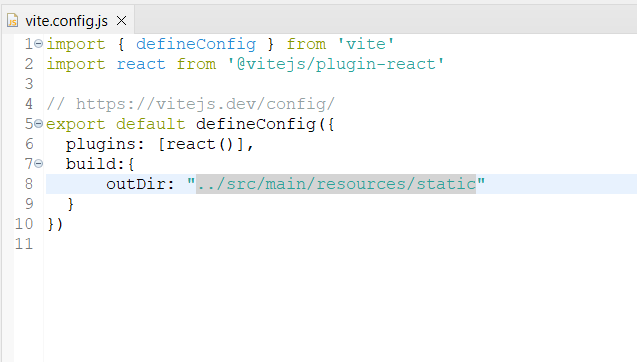 vite.config.js
1 import { defineConfig } from 'vite'
2 import react from '@vitejs/plugin-react'
3
4 // https://vitejs.dev/config/
5 export default defineConfig({
6   plugins: [react()],
7   build:{
8       outDir: "../src/main/resources/static"
9   }
10 })
11